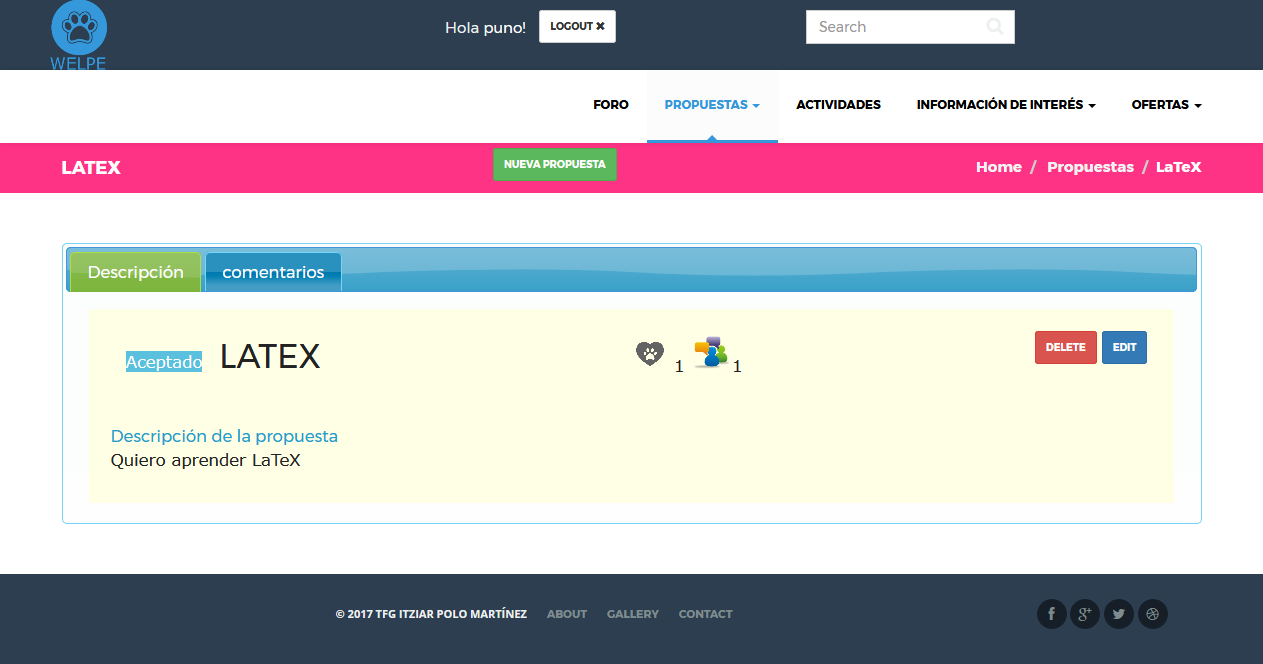 Hola puno! LOGOUT ✖ Search
WELPE
FORO PROPUESTAS ACTIVIDADES INFORMACIÓN DE INTERÉS OFERTAS
LATEX NUEVA PROPUESTA Home / Propuestas / LaTeX
Descripción comentarios
Aceptado LATEX 1 1 DELETE EDIT
Descripción de la propuesta
Quiero aprender LaTeX
© 2017 TFG ITZIAR POLO MARTÍNEZ ABOUT GALLERY CONTACT f g+